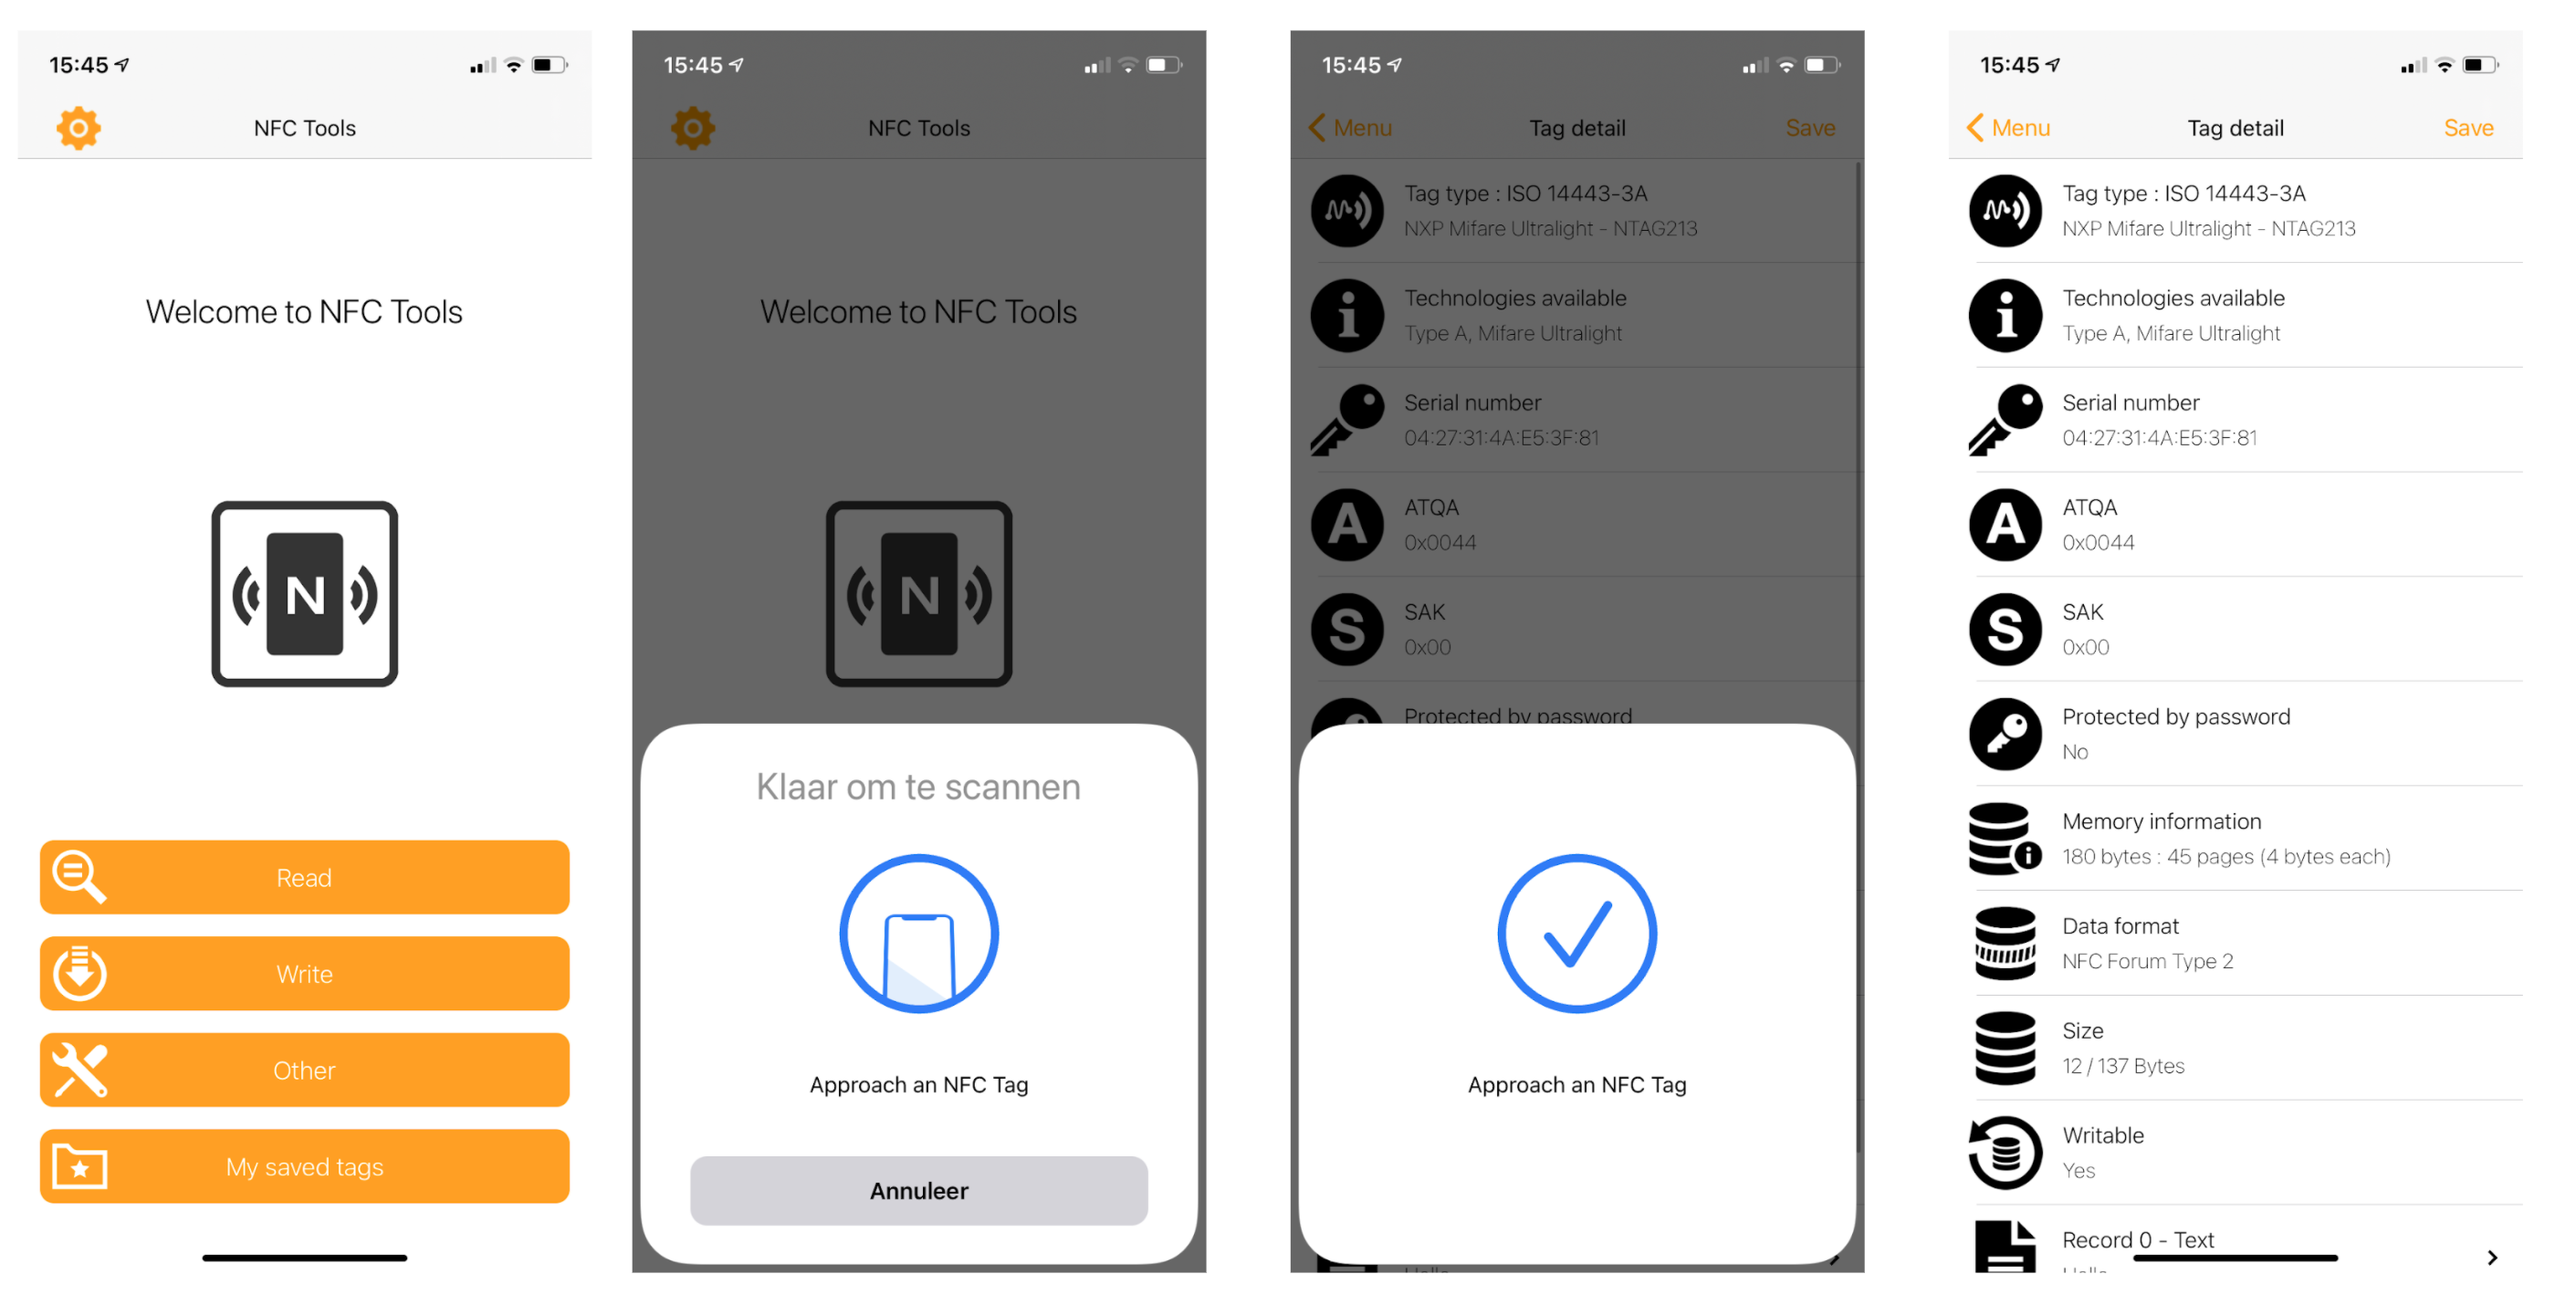 15:45
NFC Tools
Welcome to NFC Tools
N
Read
Write
Other
My saved tags
15:45
NFC Tools
Welcome to NFC Tools
N
Klaar om te scannen
Approach an NFC Tag
Annuleer
15:45
Menu
Tag detail
Save
Tag type : ISO 14443-3A
NXP Mifare Ultralight - NTAG213
Technologies available
Type A, Mifare Ultralight
Serial number
04:27:31:4A:E5:3F:81
A
ATQA
0x0044
S
SAK
0x00
Protected by password
Approach an NFC Tag
15:45
Menu
Tag detail
Save
Tag type : ISO 14443-3A
NXP Mifare Ultralight - NTAG213
Technologies available
Type A, Mifare Ultralight
Serial number
04:27:31:4A:E5:3F:81
A
ATQA
0x0044
S
SAK
0x00
Protected by password
No
Memory information
180 bytes : 45 pages (4 bytes each)
Data format
NFC Forum Type 2
Size
12 / 137 Bytes
Writable
Yes
Record 0 - Text